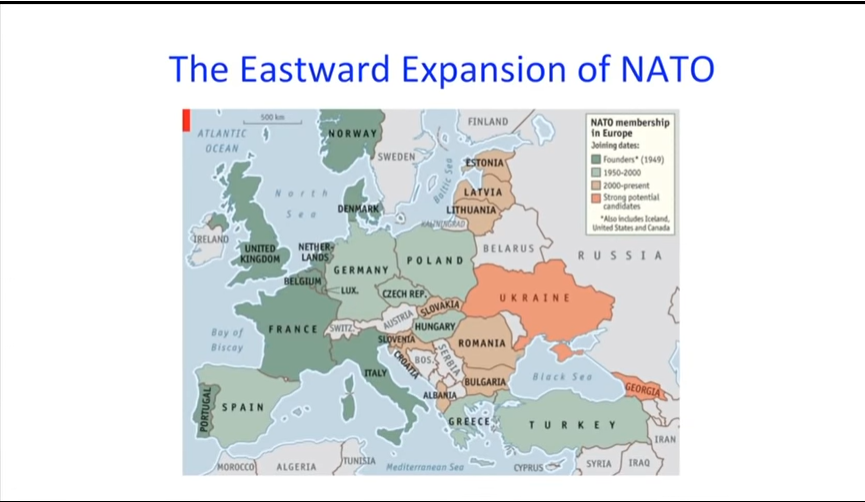 The Eastward Expansion of NATO
500 km
ATLANTIC
OCEAN
NORWAY
FINLAND
SWEDEN
NATO membership
in Europe
Joining dates:
Founders* (1949)
1950-2000
2000-present
Strong potential
candidates
*Also includes Iceland,
United States and Canada
ESTONIA
Baltic Sea
LATVIA
North
Sea
DENMARK
LITHUANIA
KALININGRAD
IRELAND
UNITED
KINGDOM
NETHER-
LANDS
BELARUS
RUSSIA
GERMANY
POLAND
BELGIUM
LUX.
CZECH REP.
UKRAINE
SLOVAKIA
AUSTRIA
FRANCE
SWITZ.
HUNGARY
Bay of
Biscay
SLOVENIA
ROMANIA
CROATIA
BOS.
SERBIA
ITALY
BULGARIA
Black Sea
GEORGIA
ALBANIA
PORTUGAL
SPAIN
GREECE
TURKEY
IRAN
MOROCCO
ALGERIA
TUNISIA
Mediterranean Sea
CYPRUS
SYRIA
IRAQ